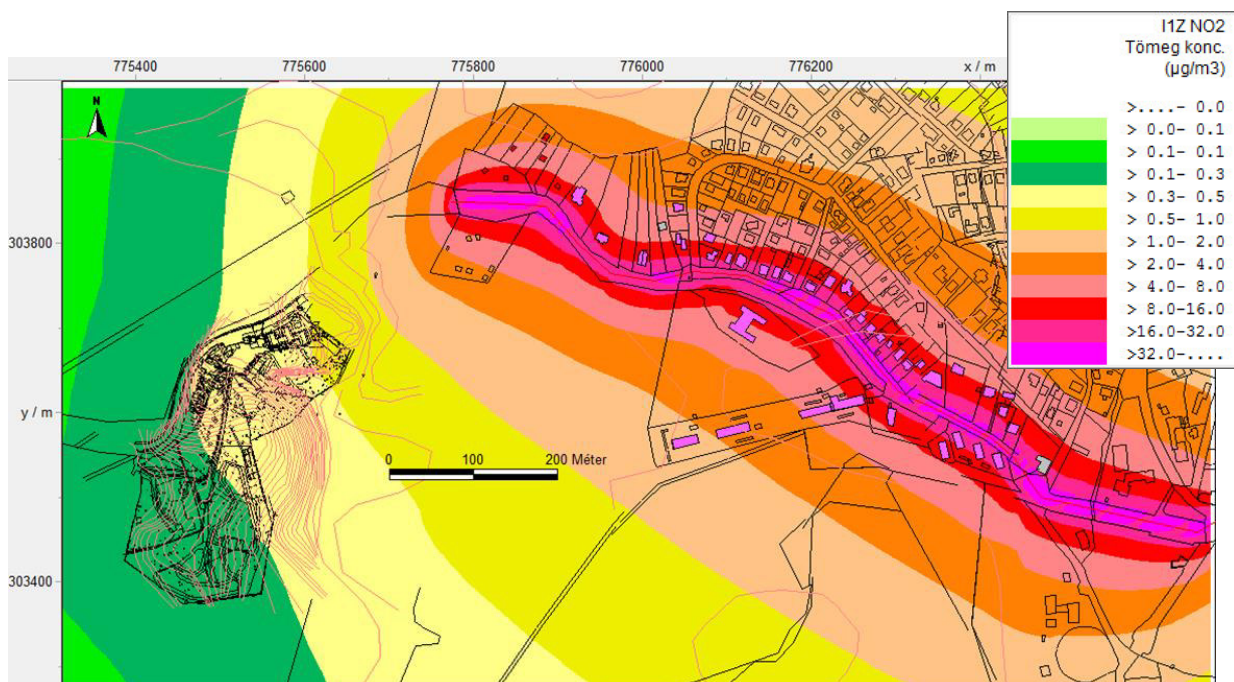 I1Z NO2
Tömeg konc.
(µg/m3)
>....- 0.0
> 0.0- 0.1
> 0.1- 0.1
> 0.1- 0.3
> 0.3- 0.5
> 0.5- 1.0
> 1.0- 2.0
> 2.0- 4.0
> 4.0- 8.0
> 8.0-16.0
>16.0-32.0
>32.0-....
775400 775600 775800 776000 776200 x / m
N
303800
y / m
0 100 200 Méter
303400